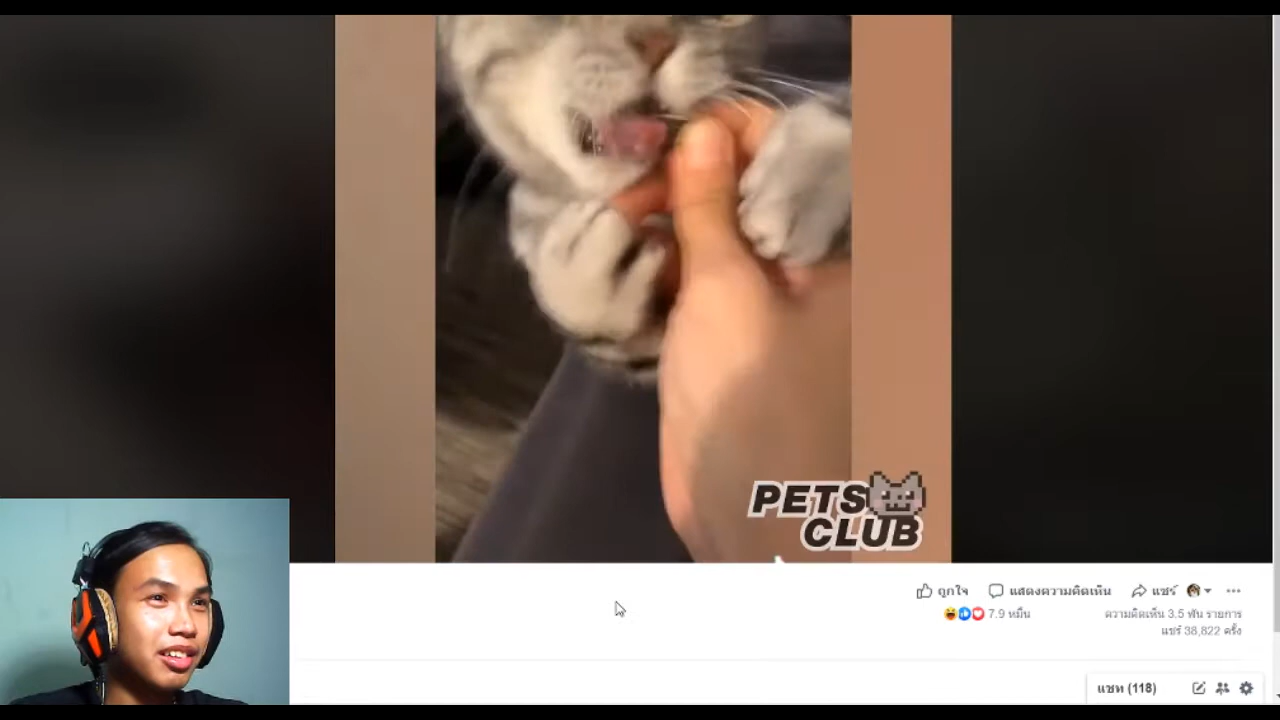 PETS
CLUB
ถูกใจ แสดงความคิดเห็น แชร์
7.9 หมื่น ความคิดเห็น 3.5 พัน รายการ
แชร์ 38,822 ครั้ง
แชท (118)